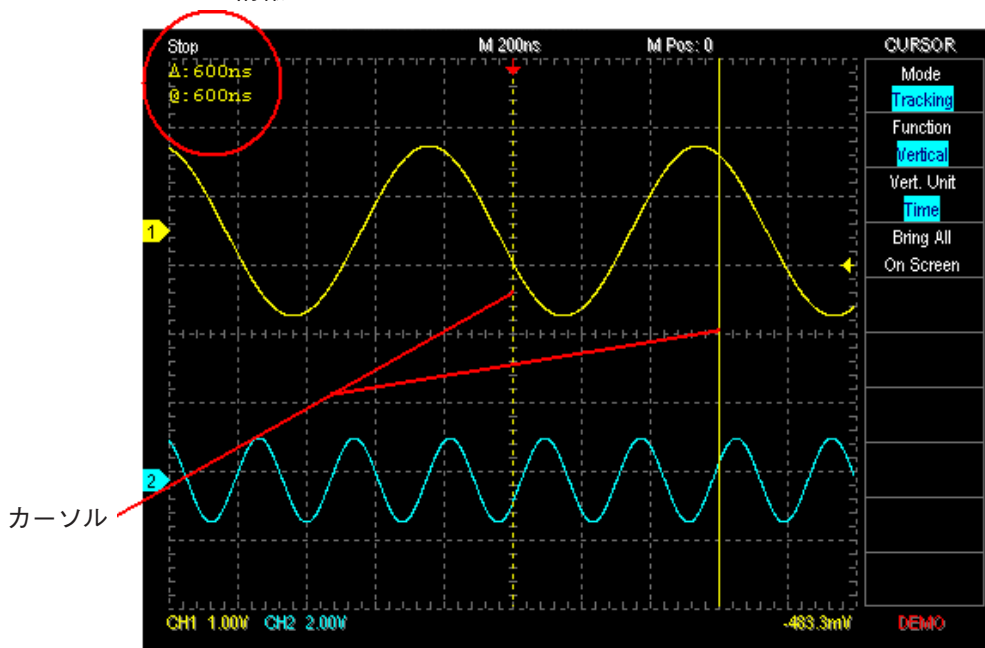 Stop M 200ns M Pos: 0 CURSOR
Δ:600ns
@:600ns
Mode
Tracking
Function
Vertical
Vert. Unit
Time
Bring All
On Screen
1
2
カーソル
CH1 1.00V CH2 2.00V -483.3mV DEMO